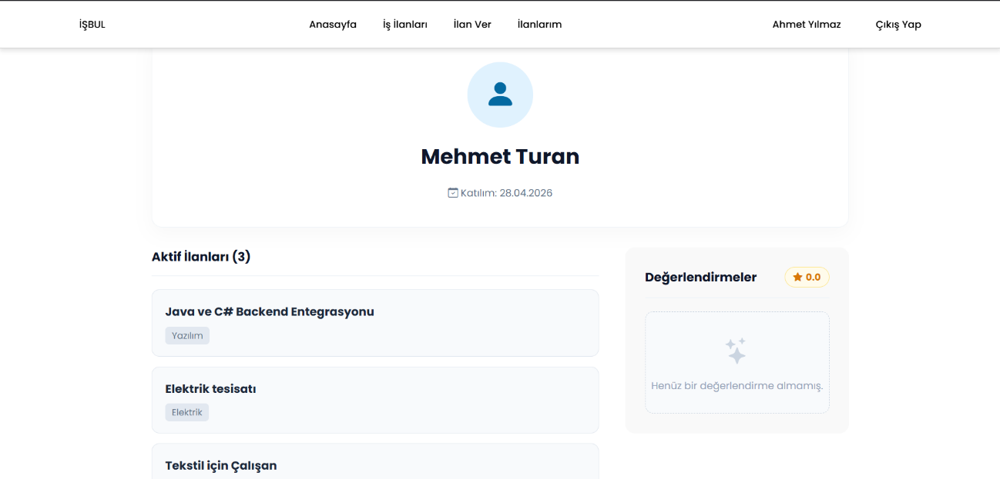 İŞBUL
Anasayfa
İş İlanları
İlan Ver
İlanlarım
Ahmet Yılmaz
Çıkış Yap
Mehmet Turan
Katılım: 28.04.2026
Aktif İlanları (3)
Java ve C# Backend Entegrasyonu
Yazılım
Elektrik tesisatı
Elektrik
Tekstil için Çalışan
Değerlendirmeler
0.0
Henüz bir değerlendirme almamış.